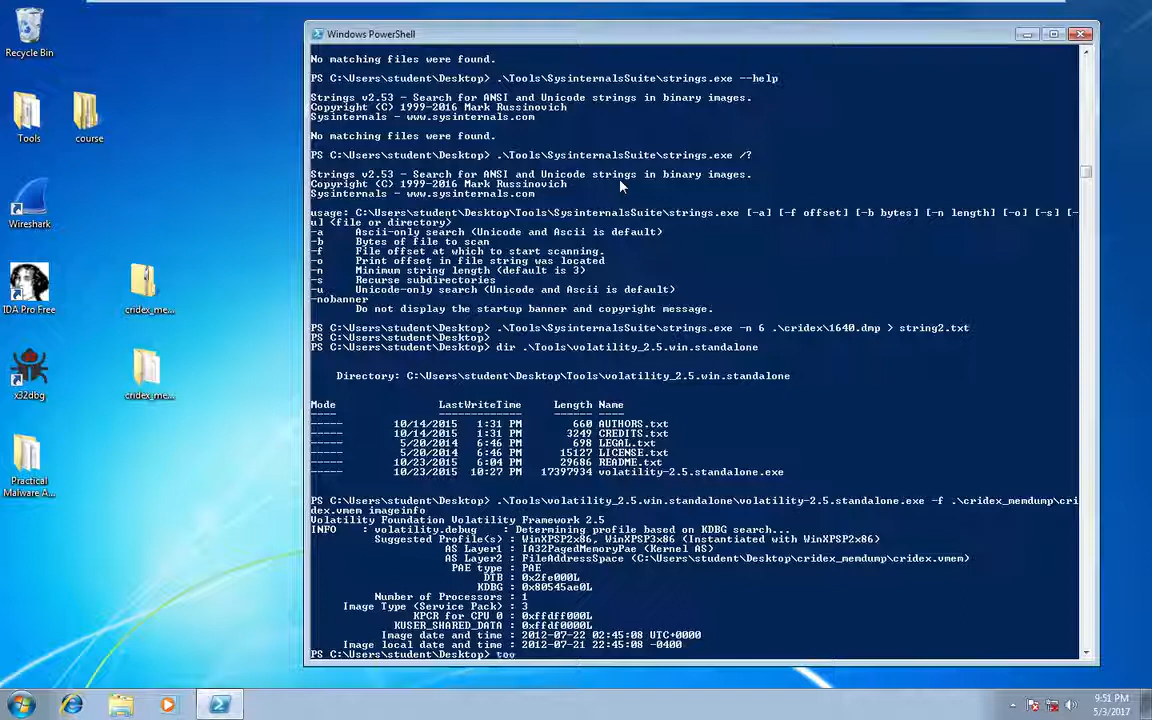 Recycle Bin
Tools
course
Wireshark
IDA Pro Free
cridex_me...
x32dbg
cridex_me...
Practical
Malware A...
Windows PowerShell
No matching files were found.
PS C:\Users\student\Desktop> .\Tools\SysinternalsSuite\strings.exe --help
Strings v2.53 - Search for ANSI and Unicode strings in binary images.
Copyright (C) 1999-2016 Mark Russinovich
Sysinternals - www.sysinternals.com
No matching files were found.
PS C:\Users\student\Desktop> .\Tools\SysinternalsSuite\strings.exe /?
Strings v2.53 - Search for ANSI and Unicode strings in binary images.
Copyright (C) 1999-2016 Mark Russinovich
Sysinternals - www.sysinternals.com
usage: C:\Users\student\Desktop\Tools\SysinternalsSuite\strings.exe [-a] [-f offset] [-b bytes] [-n length] [-o] [-s] [-
u] <file or directory>
-a Ascii-only search (Unicode and Ascii is default)
-b Bytes of file to scan
-f File offset at which to start scanning.
-o Print offset in file string was located
-n Minimum string length (default is 3)
-s Recurse subdirectories
-u Unicode-only search (Unicode and Ascii is default)
-nobanner
Do not display the startup banner and copyright message.
PS C:\Users\student\Desktop> .\Tools\SysinternalsSuite\strings.exe -n 6 .\cridex\1640.dmp > string2.txt
PS C:\Users\student\Desktop>
PS C:\Users\student\Desktop> dir .\Tools\volatility_2.5.win.standalone
Directory: C:\Users\student\Desktop\Tools\volatility_2.5.win.standalone
Mode LastWriteTime Length Name
---- ------------- ------ ----
----- 10/14/2015 1:31 PM 660 AUTHORS.txt
----- 10/14/2015 1:31 PM 3249 CREDITS.txt
----- 5/20/2014 6:46 PM 698 LEGAL.txt
----- 5/20/2014 6:46 PM 15127 LICENSE.txt
----- 10/23/2015 6:04 PM 29686 README.txt
----- 10/23/2015 10:27 PM 17397934 volatility-2.5.standalone.exe
PS C:\Users\student\Desktop> .\Tools\volatility_2.5.win.standalone\volatility-2.5.standalone.exe -f .\cridex_memdump\cri
dex.vmem imageinfo
Volatility Foundation Volatility Framework 2.5
INFO : volatility.debug : Determining profile based on KDBG search...
Suggested Profile(s) : WinXPSP2x86, WinXPSP3x86 (Instantiated with WinXPSP2x86)
AS Layer1 : IA32PagedMemoryPae (Kernel AS)
AS Layer2 : FileAddressSpace (C:\Users\student\Desktop\cridex_memdump\cridex.vmem)
PAE type : PAE
DTB : 0x2fe000L
KDBG : 0x80545ae0L
Number of Processors : 1
Image Type (Service Pack) : 3
KPCR for CPU 0 : 0xffdff000L
KUSER_SHARED_DATA : 0xffdf0000L
Image date and time : 2012-07-22 02:45:08 UTC+0000
Image local date and time : 2012-07-21 22:45:08 -0400
PS C:\Users\student\Desktop> too
9:51 PM
5/3/2017